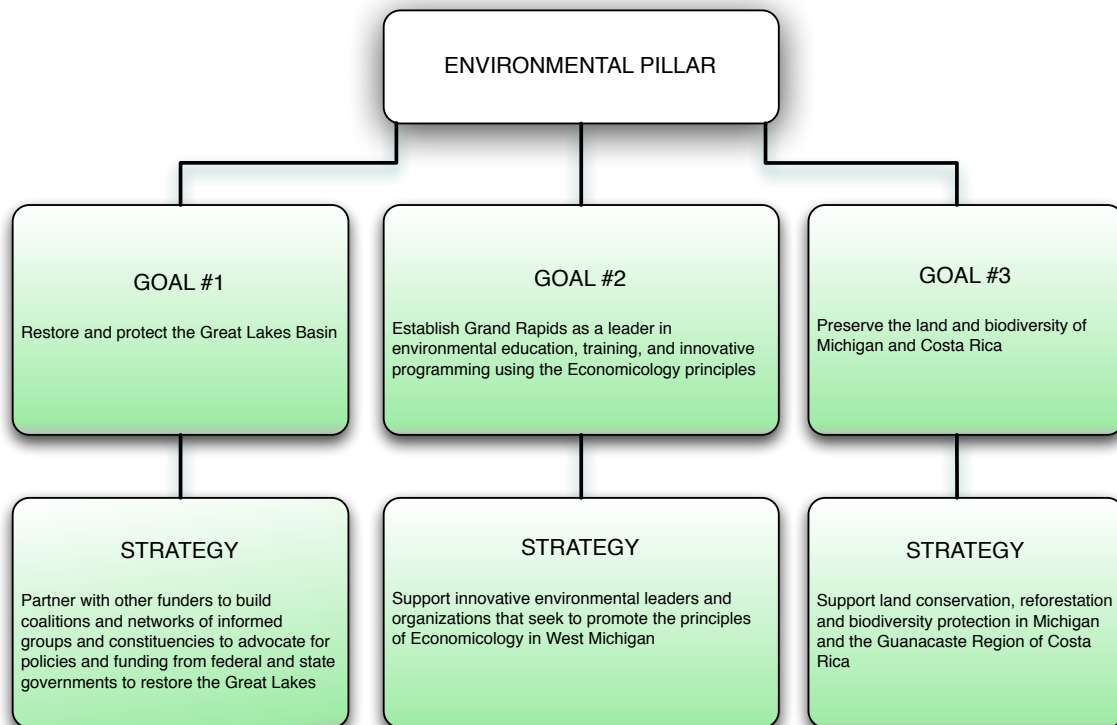 ENVIRONMENTAL PILLAR
GOAL #1
Restore and protect the Great Lakes Basin
GOAL #2
Establish Grand Rapids as a leader in
environmental education, training, and innovative
programming using the Economicology principles
GOAL #3
Preserve the land and biodiversity of
Michigan and Costa Rica
STRATEGY
Partner with other funders to build
coalitions and networks of informed
groups and constituencies to advocate for
policies and funding from federal and state
governments to restore the Great Lakes
STRATEGY
Support innovative environmental leaders and
organizations that seek to promote the principles
of Economicology in West Michigan
STRATEGY
Support land conservation, reforestation
and biodiversity protection in Michigan
and the Guanacaste Region of Costa
Rica